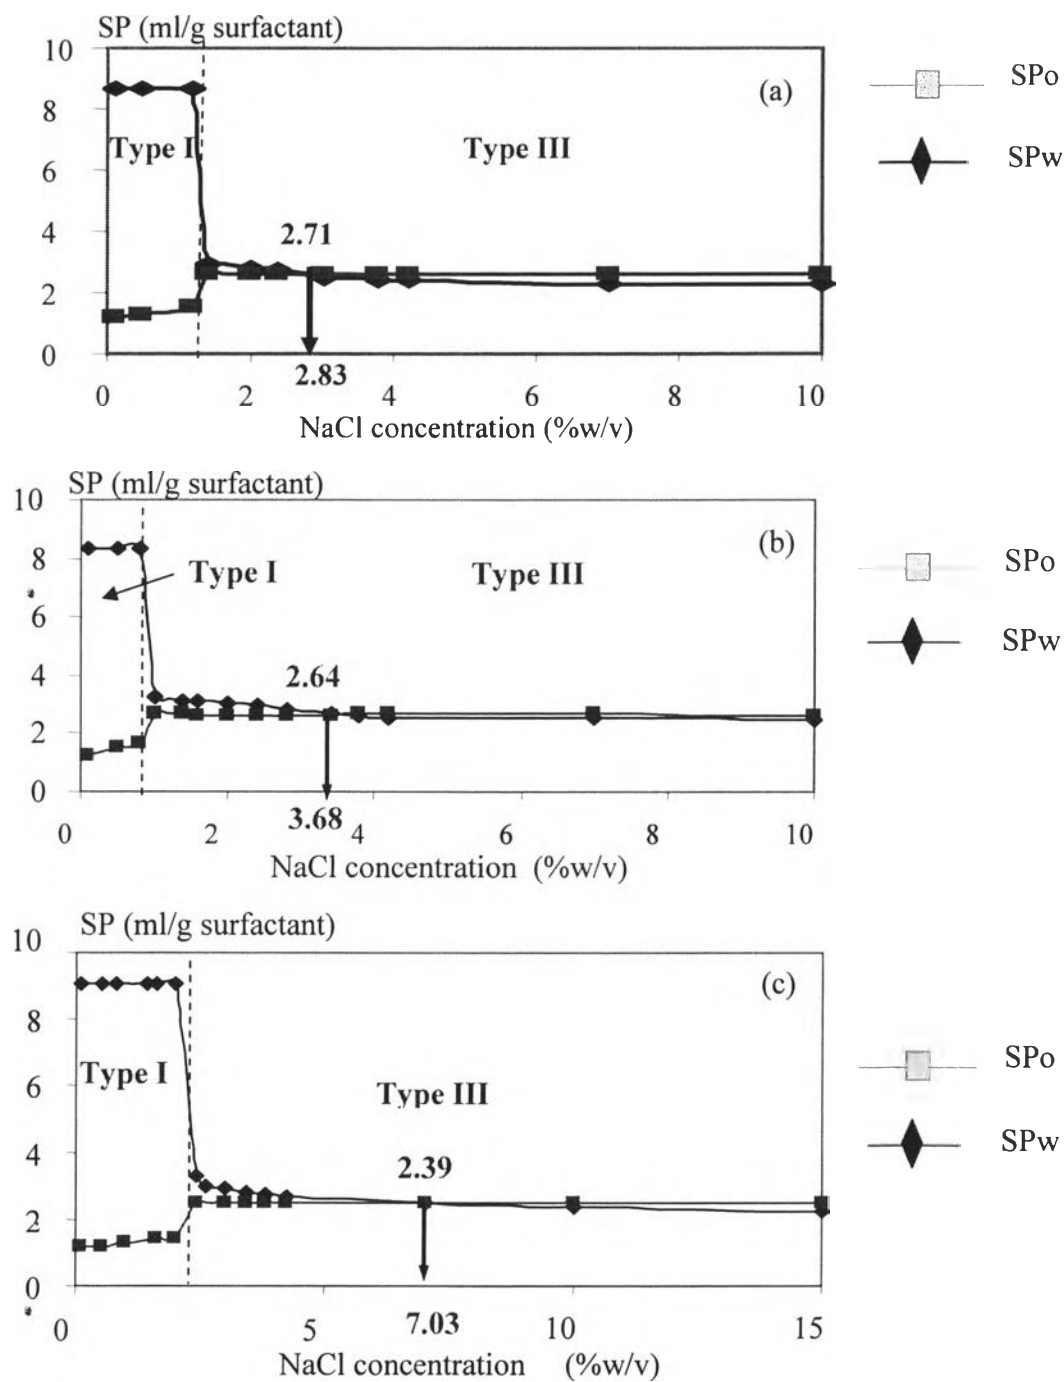 SP (ml/g surfactant)
10
(a)
SPo
8
Type I
Type III
SPw
6
4
2.71
2
0
2.83
0 2 4 6 8 10
NaCl concentration (%w/v)
SP (ml/g surfactant)
10
(b)
SPo
8
Type I
Type III
6
SPw
4
2.64
2
0
3.68
0 2 4 6 8 10
NaCl concentration (%w/v)
SP (ml/g surfactant)
10
(c)
8
SPo
Type I
Type III
6
SPw
4
2.39
2
0
7.03
0 5 10 15
NaCl concentration (%w/v)